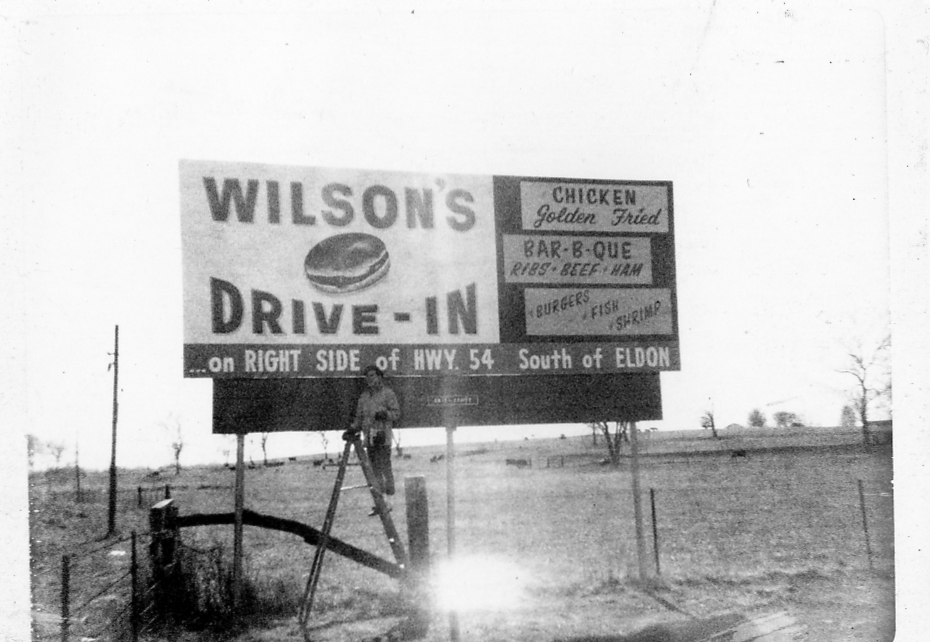 WILSON'S
DRIVE-IN
CHICKEN
Golden Fried
BAR-B-QUE
RIBS - BEEF - HAM
BURGERS
FISH
SHRIMP
...on RIGHT SIDE of HWY. 54 South of ELDON